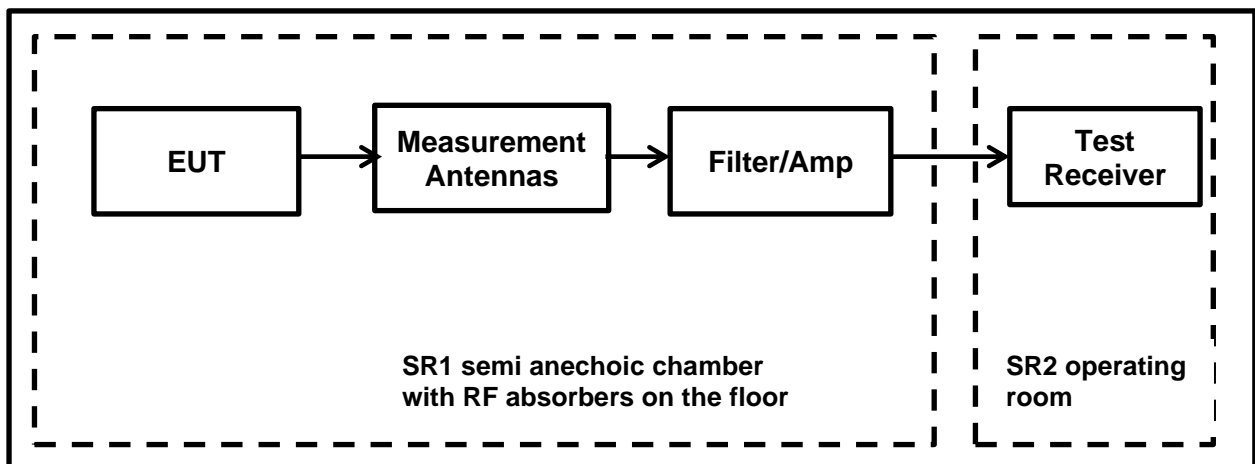 EUT
Measurement
Antennas
Filter/Amp
Test
Receiver
SR1 semi anechoic chamber
with RF absorbers on the floor
SR2 operating
room